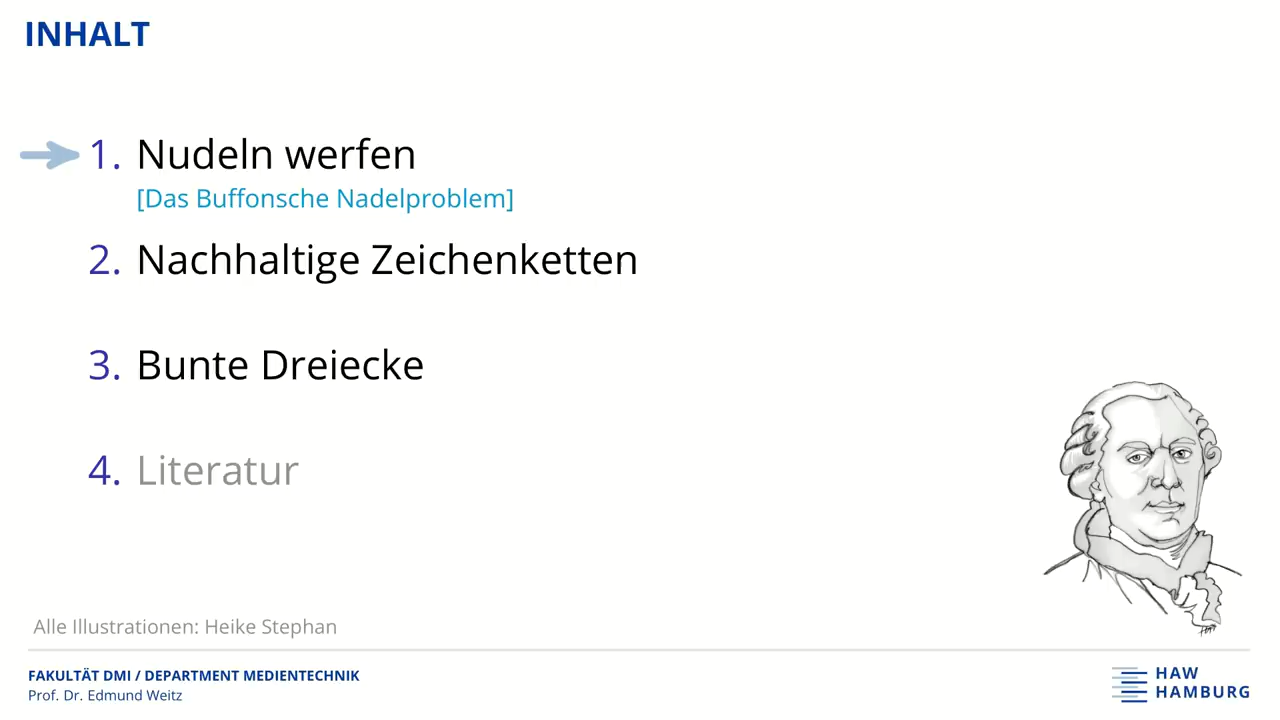 INHALT
1. Nudeln werfen
[Das Buffonsche Nadelproblem]
2. Nachhaltige Zeichenketten
3. Bunte Dreiecke
4. Literatur
Alle Illustrationen: Heike Stephan
FAKULTÄT DMI / DEPARTMENT MEDIENTECHNIK
Prof. Dr. Edmund Weitz
HAW
HAMBURG